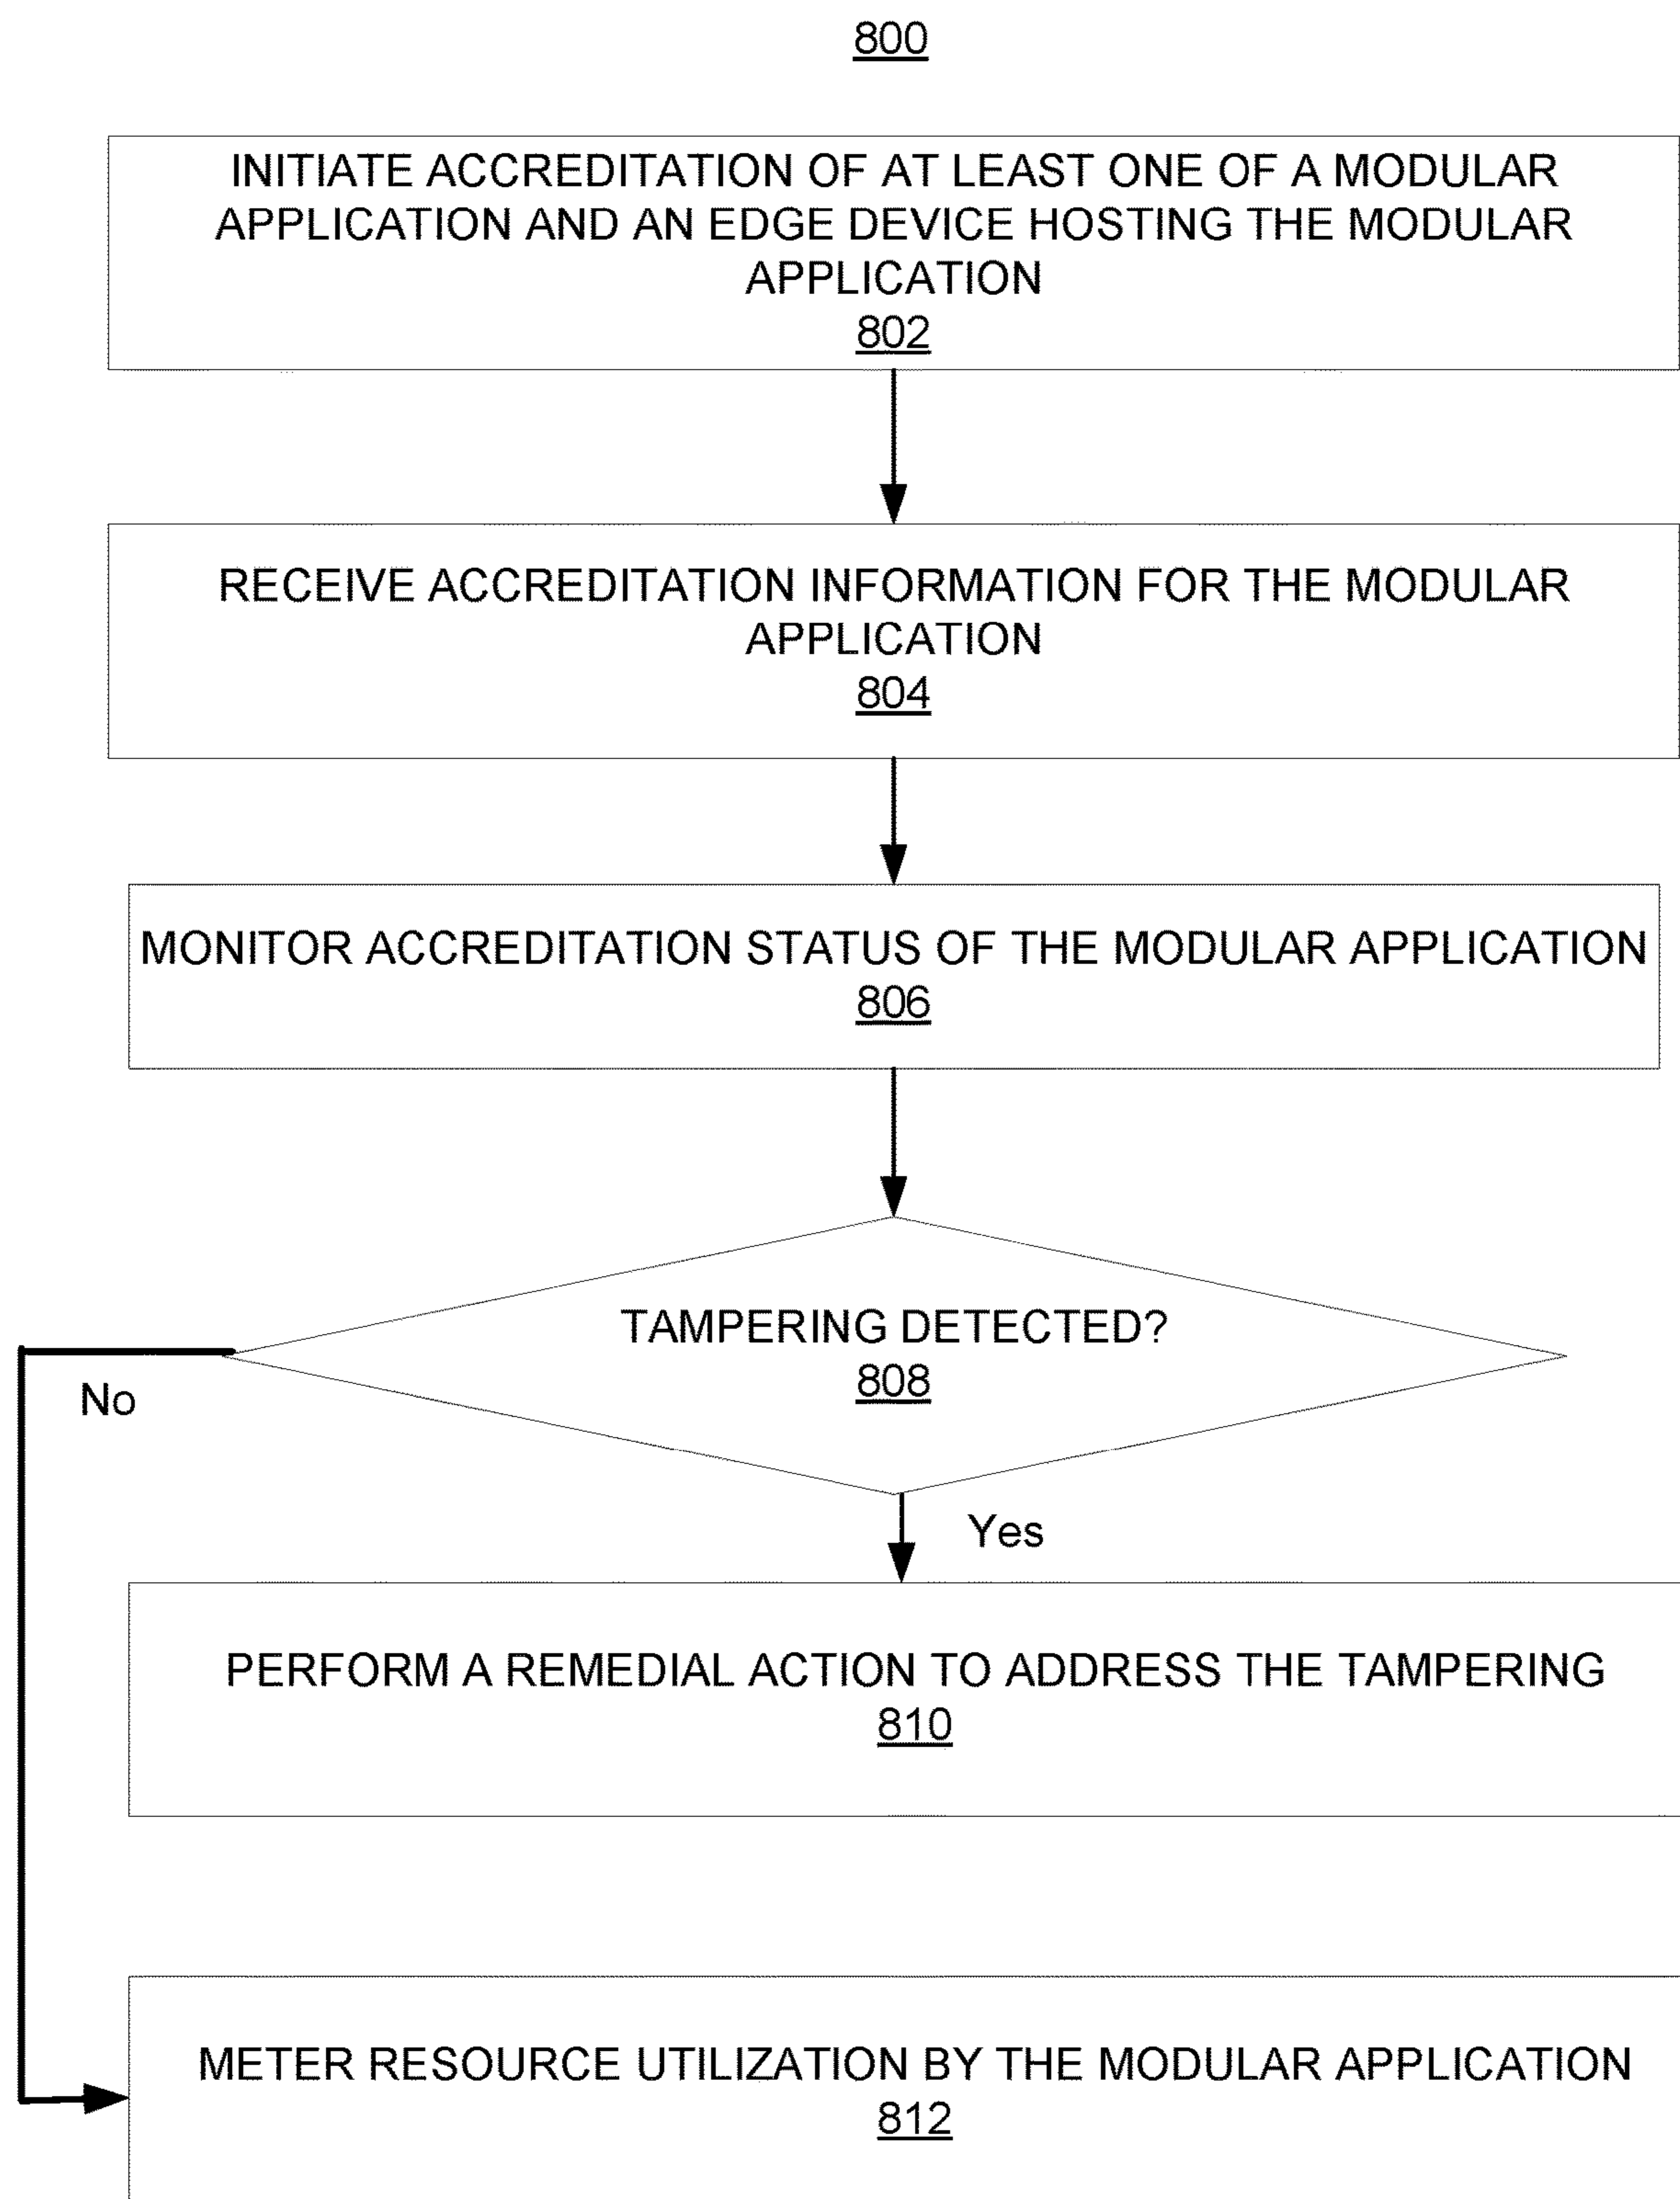 800
INITIATE ACCREDITATION OF AT LEAST ONE OF A MODULAR
APPLICATION AND AN EDGE DEVICE HOSTING THE MODULAR
APPLICATION
802
RECEIVE ACCREDITATION INFORMATION FOR THE MODULAR
APPLICATION
804
MONITOR ACCREDITATION STATUS OF THE MODULAR APPLICATION
806
TAMPERING DETECTED?
808
No
Yes
PERFORM A REMEDIAL ACTION TO ADDRESS THE TAMPERING
810
METER RESOURCE UTILIZATION BY THE MODULAR APPLICATION
812